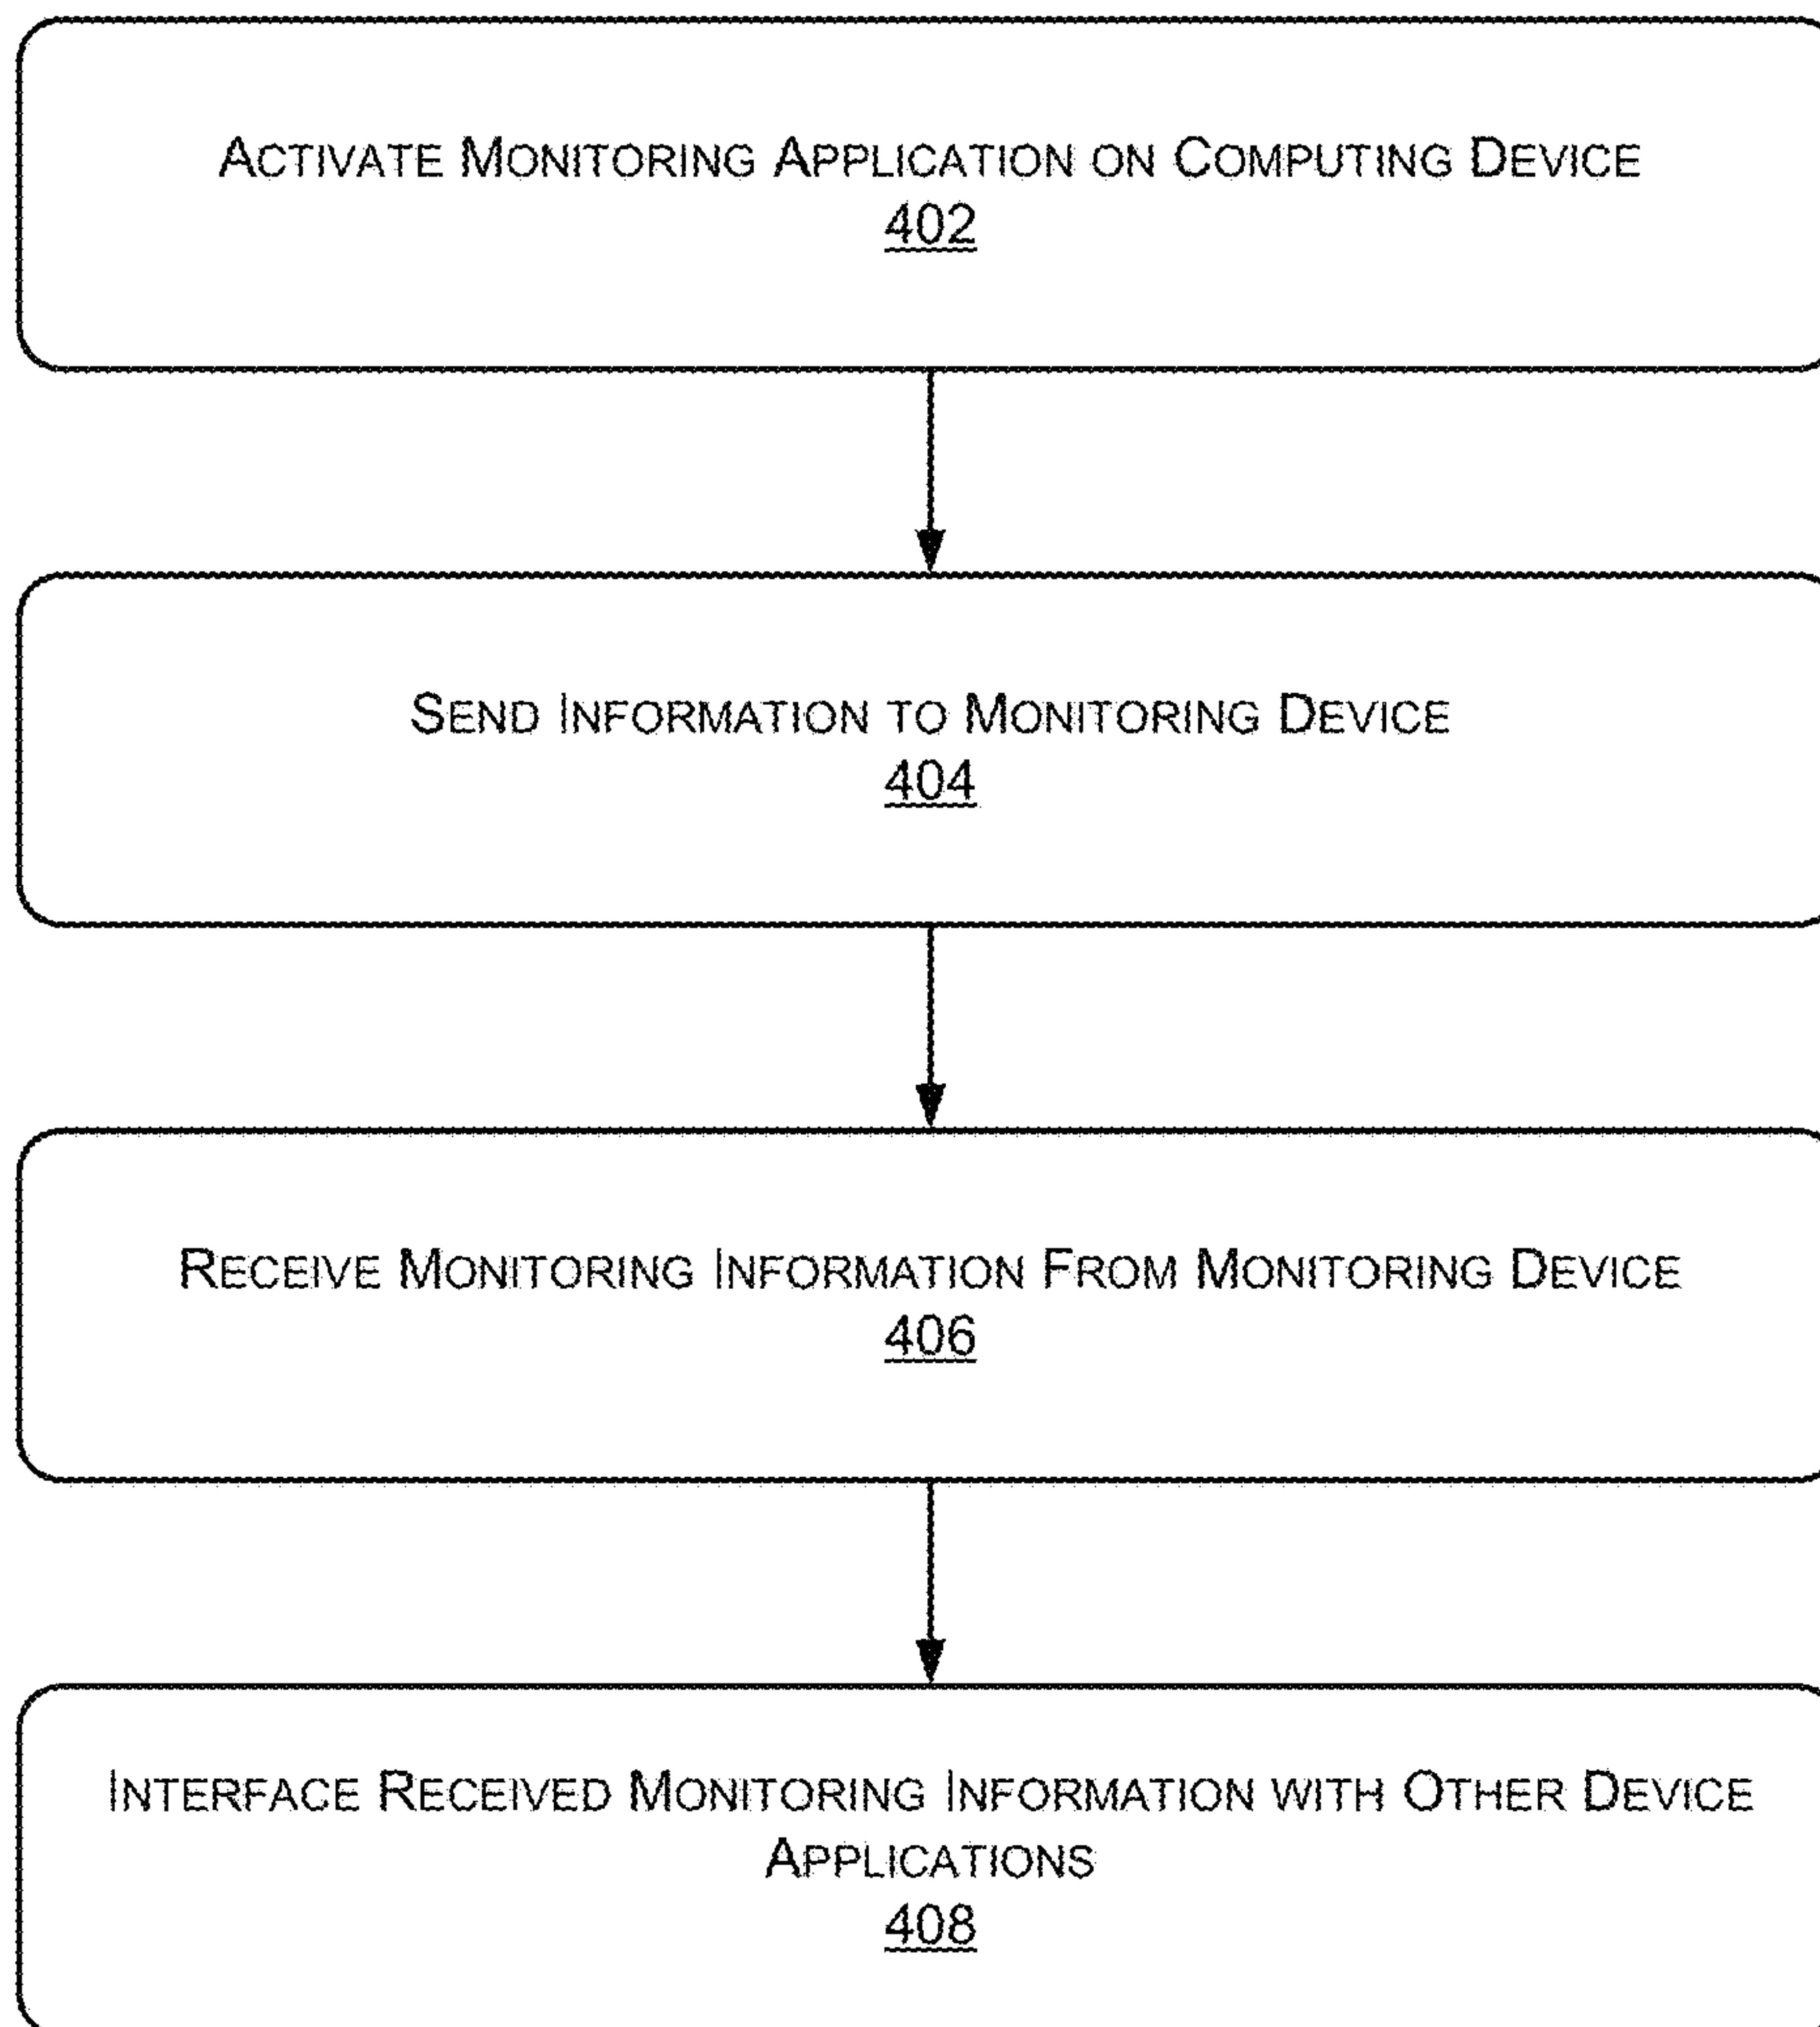 ACTIVATE MONITORING APPLICATION ON COMPUTING DEVICE
402
SEND INFORMATION TO MONITORING DEVICE
404
RECEIVE MONITORING INFORMATION FROM MONITORING DEVICE
406
INTERFACE RECEIVED MONITORING INFORMATION WITH OTHER DEVICE
APPLICATIONS
408